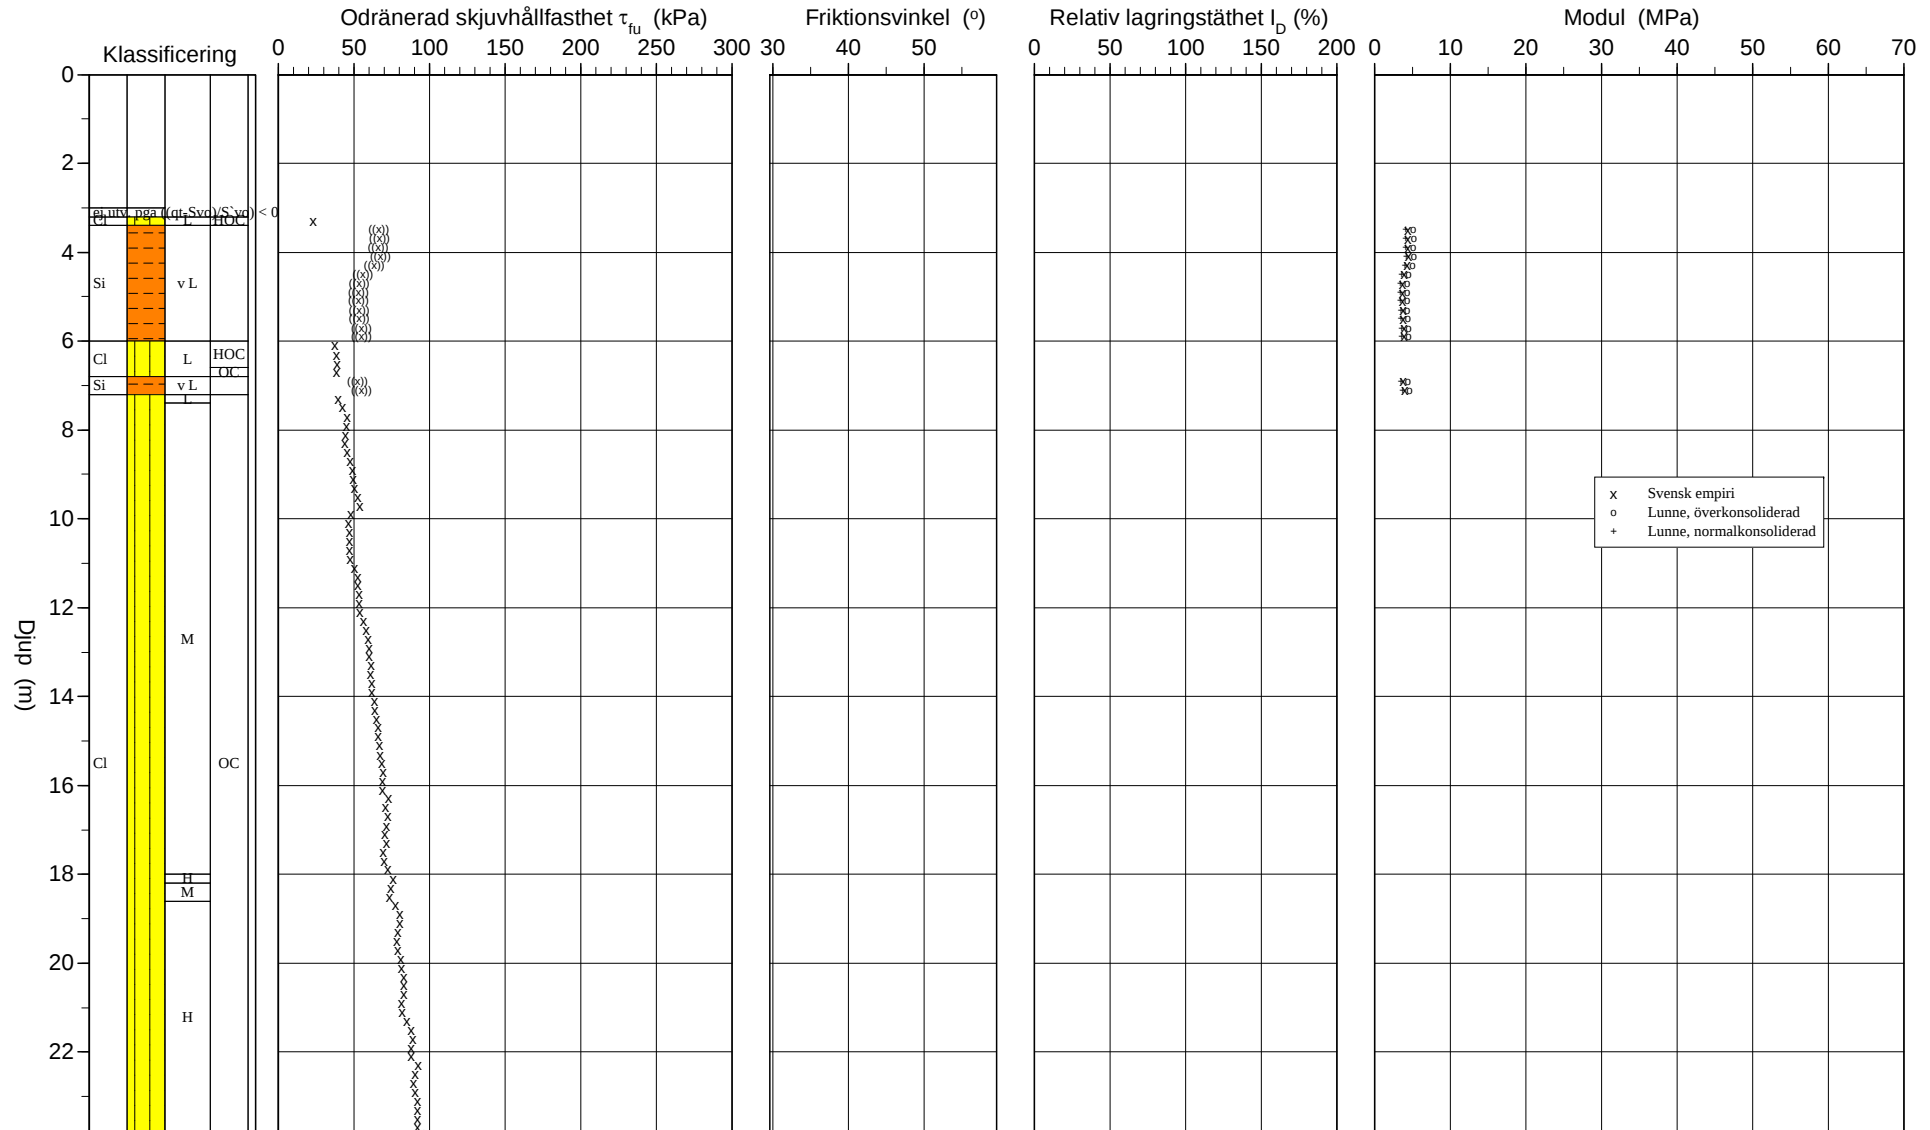 Odränerad skjuvhållfasthet τfu (kPa)
Friktionsvinkel (o)
Relativ lagringstäthet ID (%)
Modul (MPa)
Klassificering
0 50 100 150 200 250 300
30 40 50
0 50 100 150 200
0 10 20 30 40 50 60 70
0
2
ej utv. pga ((qt-Svo)/S`vo) < 0
Cl L HOC
4
Si v L
6
Cl L HOC
OC
Si v L
L
8
Svensk empiri
Lunne, överkonsoliderad
Lunne, normalkonsoliderad
10
12
M
Djup (m)
14
Cl OC
16
18
H
M
20
H
22